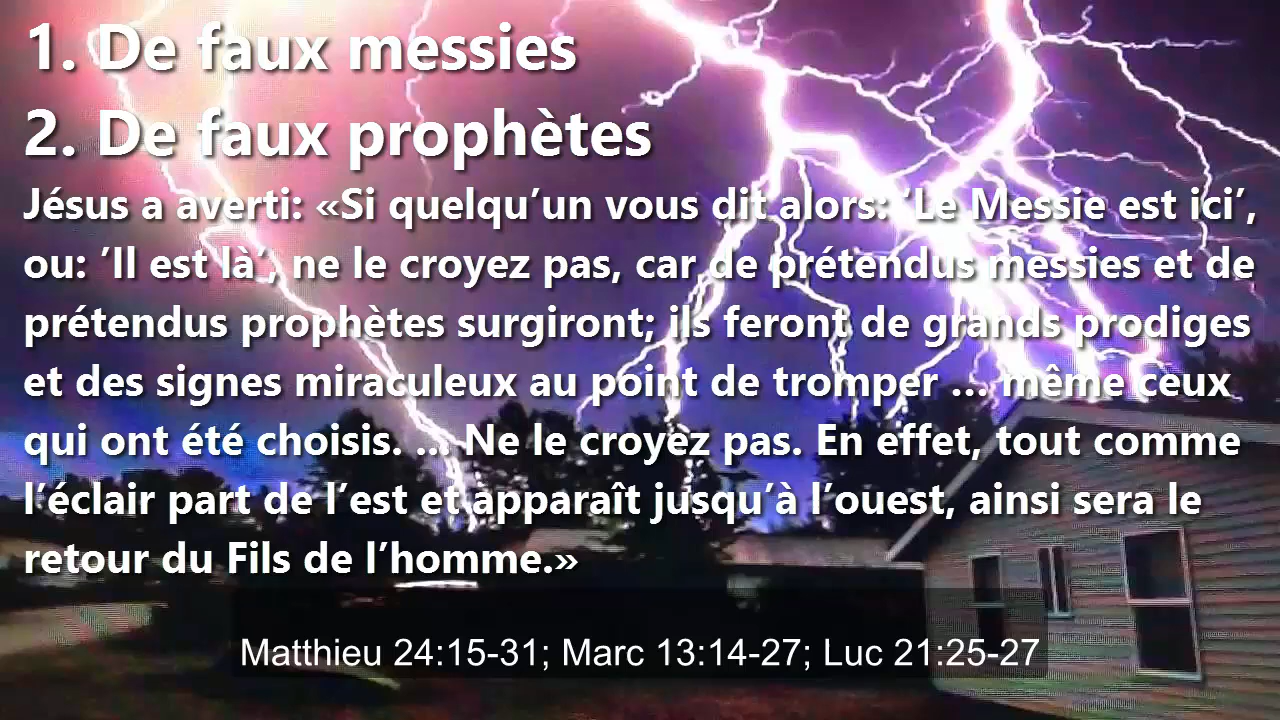 1. De faux messies
2. De faux prophètes
Jésus a averti: «Si quelqu’un vous dit alors: ‘Le Messie est ici’,
ou: ’Il est là’, ne le croyez pas, car de prétendus messies et de
prétendus prophètes surgiront; ils feront de grands prodiges
et des signes miraculeux au point de tromper … même ceux
qui ont été choisis. … Ne le croyez pas. En effet, tout comme
l’éclair part de l’est et apparaît jusqu’à l’ouest, ainsi sera le
retour du Fils de l’homme.»
Matthieu 24:15-31; Marc 13:14-27; Luc 21:25-27